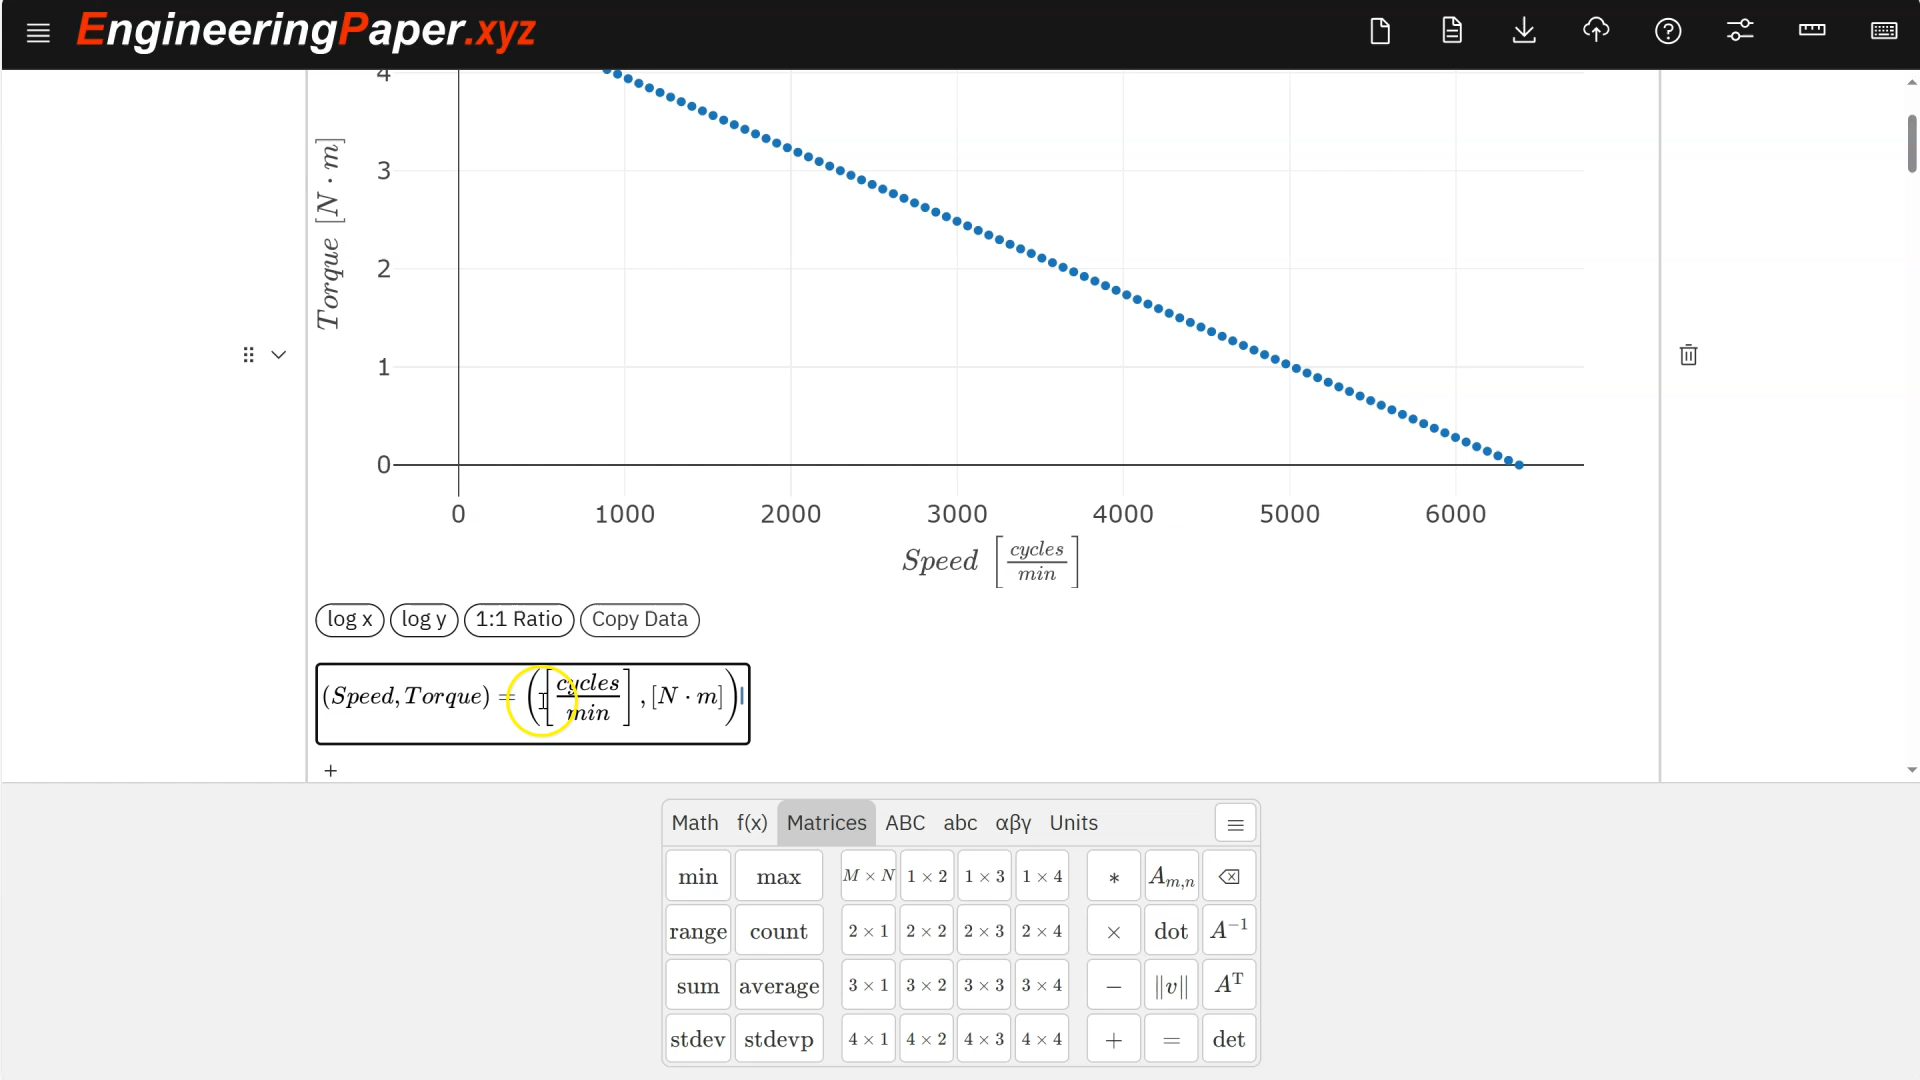 EngineeringPaper.xyz
4
3
2
1
0
Torque [N · m]
0 1000 2000 3000 4000 5000 6000
Speed [cycles/min]
log x log y 1:1 Ratio Copy Data
(Speed, Torque) = ([cycles/min], [N · m])
+
Math f(x) Matrices ABC abc αβγ Units
min max M × N 1 × 2 1 × 3 1 × 4 * A_{m,n}
range count 2 × 1 2 × 2 2 × 3 2 × 4 × dot A^{-1}
sum average 3 × 1 3 × 2 3 × 3 3 × 4 − ||v|| A^T
stdev stdevp 4 × 1 4 × 2 4 × 3 4 × 4 + = det